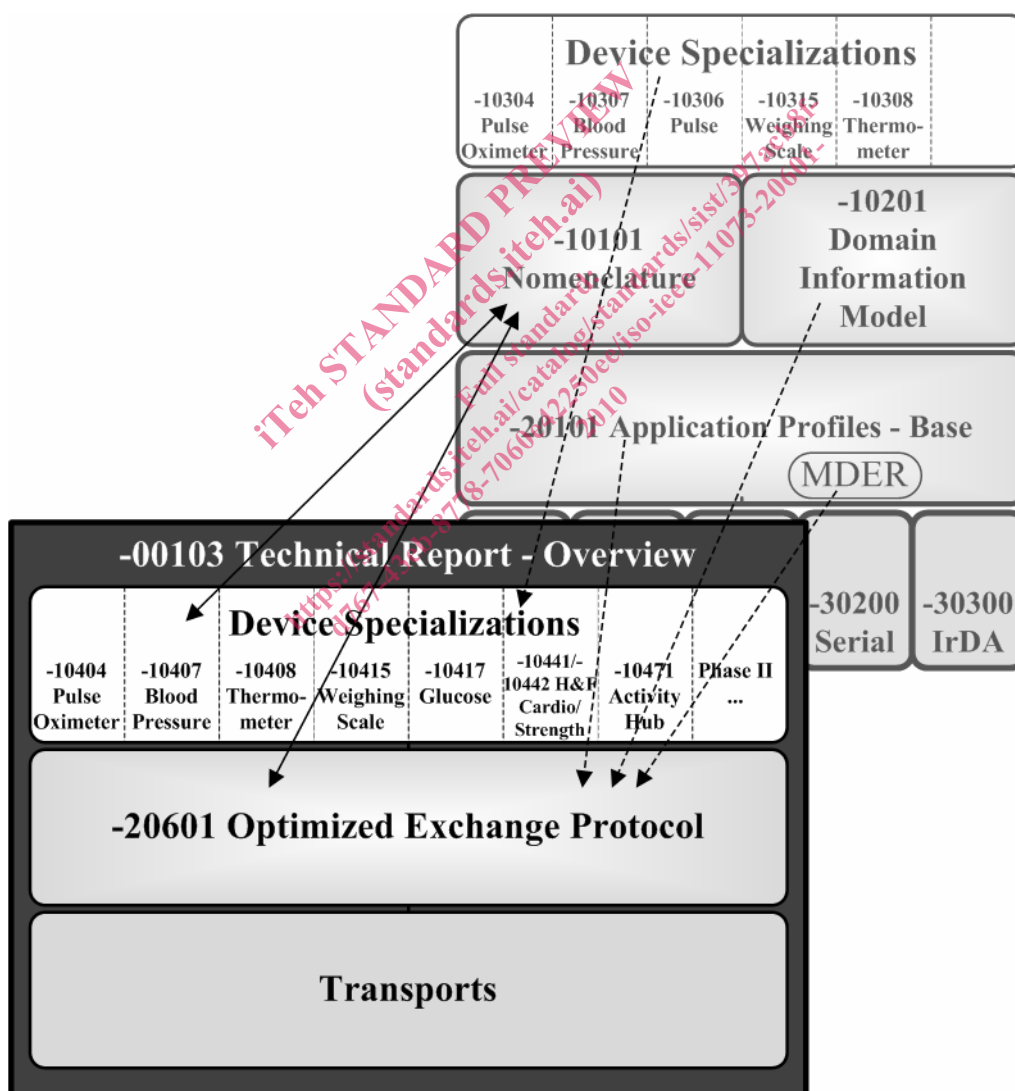 Device Specializations
-10304 -10307 -10306 -10315 -10308
Pulse Blood Pulse Weighing Thermo-
Oximeter Pressure Scale meter
-10101
Nomenclature
-10201
Domain
Information
Model
-20101 Application Profiles - Base
MDER
-30200
Serial
-30300
IrDA
-00103 Technical Report - Overview
Device Specializations
-10404
Pulse
Oximeter
-10407
Blood
Pressure
-10408
Thermo-
meter
-10415
Weighing
Scale
-10417
Glucose
-10441/-
10442 H&F
Cardio/
Strength
-10471
Activity
Hub
Phase II
...
-20601 Optimized Exchange Protocol
Transports
iTeh STANDARD PREVIEW
(standards.iteh.ai)
Full standard:
2010